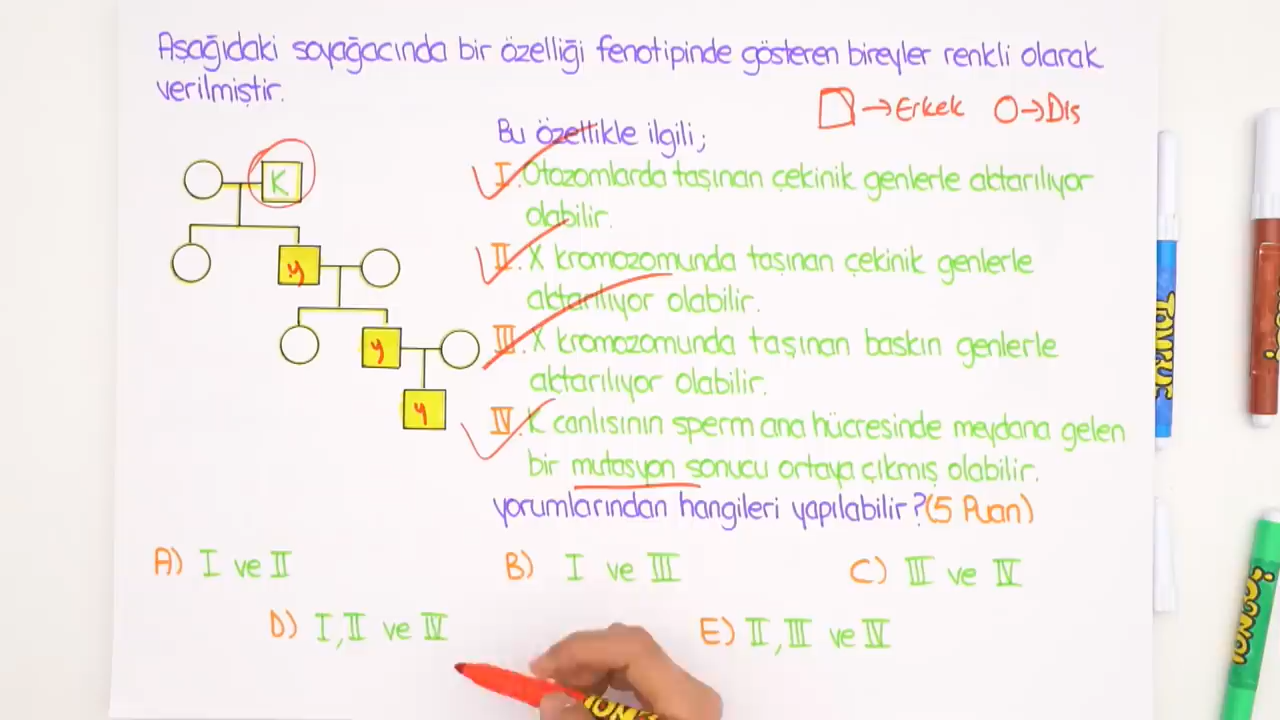 Aşağıdaki soyağacında bir özelliği fenotipinde gösteren bireyler renkli olarak
verilmiştir.
→Erkek →Diş
Bu özellikle ilgili;
K
I. Otozomlarda taşınan çekinik genlerle aktarılıyor
olabilir.
y
II. X kromozomunda taşınan çekinik genlerle
aktarılıyor olabilir.
y
III. X kromozomunda taşınan baskın genlerle
aktarılıyor olabilir.
y
IV. K canlısının sperm ana hücresinde meydana gelen
bir mutasyon sonucu ortaya çıkmış olabilir.
yorumlarından hangileri yapılabilir? (5 Puan)
A) I ve II B) I ve III C) III ve IV
D) I, II ve IV E) II, III ve IV